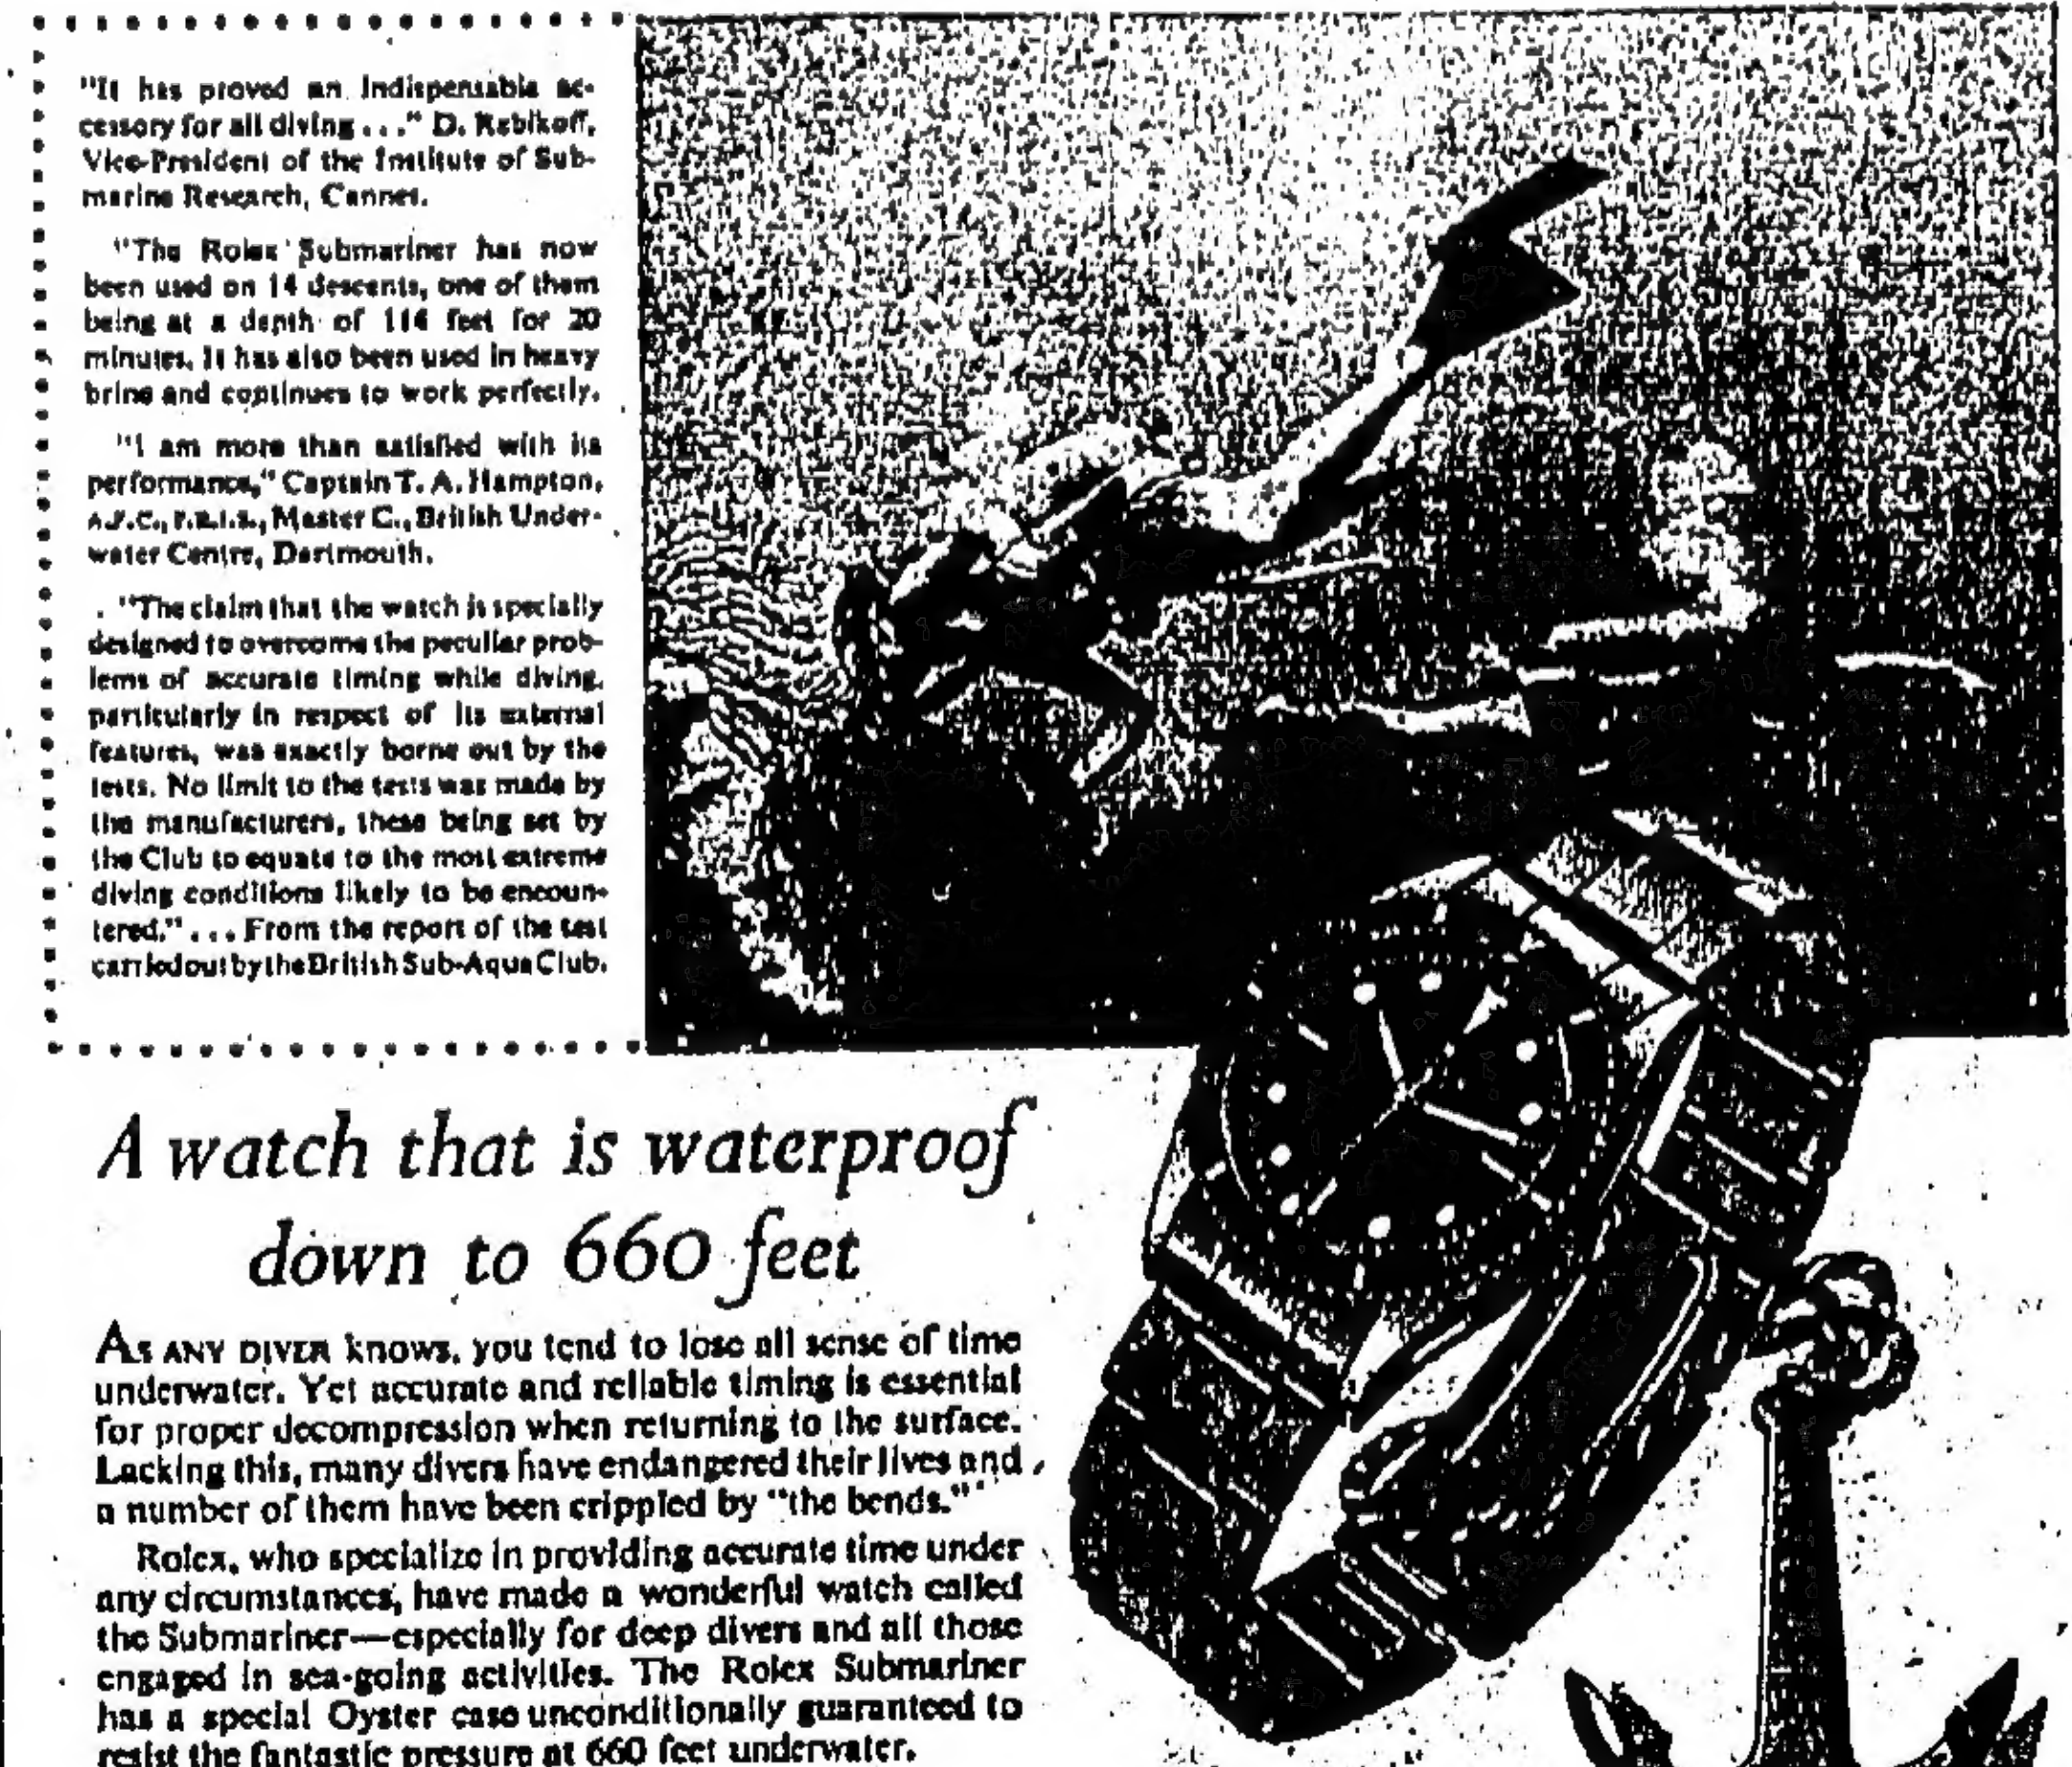 "It has proved an indispensable ac-
cessory for all diving . . ." D. Rebikoff,
Vice-President of the Institute of Sub-
marine Research, Cannes.
"The Rolex Submariner has now
been used on 14 descents, one of them
being at a depth of 114 feet for 20
minutes. It has also been used in heavy
brine and continues to work perfectly.
"I am more than satisfied with its
performance," Captain T. A. Hampton,
Master C., British Under-
water Centre, Dartmouth.
"The claim that the watch is specially
designed to overcome the peculiar prob-
lems of accurate timing while diving,
particularly in respect of its external
features, was exactly borne out by the
tests. No limit to the tests was made by
the manufacturers, these being set by
the Club to equate to the most extreme
diving conditions likely to be encoun-
tered." . . . From the report of the test
carried out by the British Sub-Aqua Club.
A watch that is waterproof
down to 660 feet
AS ANY DIVER knows, you tend to lose all sense of time
underwater. Yet accurate and reliable timing is essential
for proper decompression when returning to the surface.
Lacking this, many divers have endangered their lives and
a number of them have been crippled by "the bends."
Rolex, who specialize in providing accurate time under
any circumstances, have made a wonderful watch called
the Submariner—especially for deep divers and all those
engaged in sea-going activities. The Rolex Submariner
has a special Oyster case unconditionally guaranteed to
resist the fantastic pressure at 660 feet underwater.